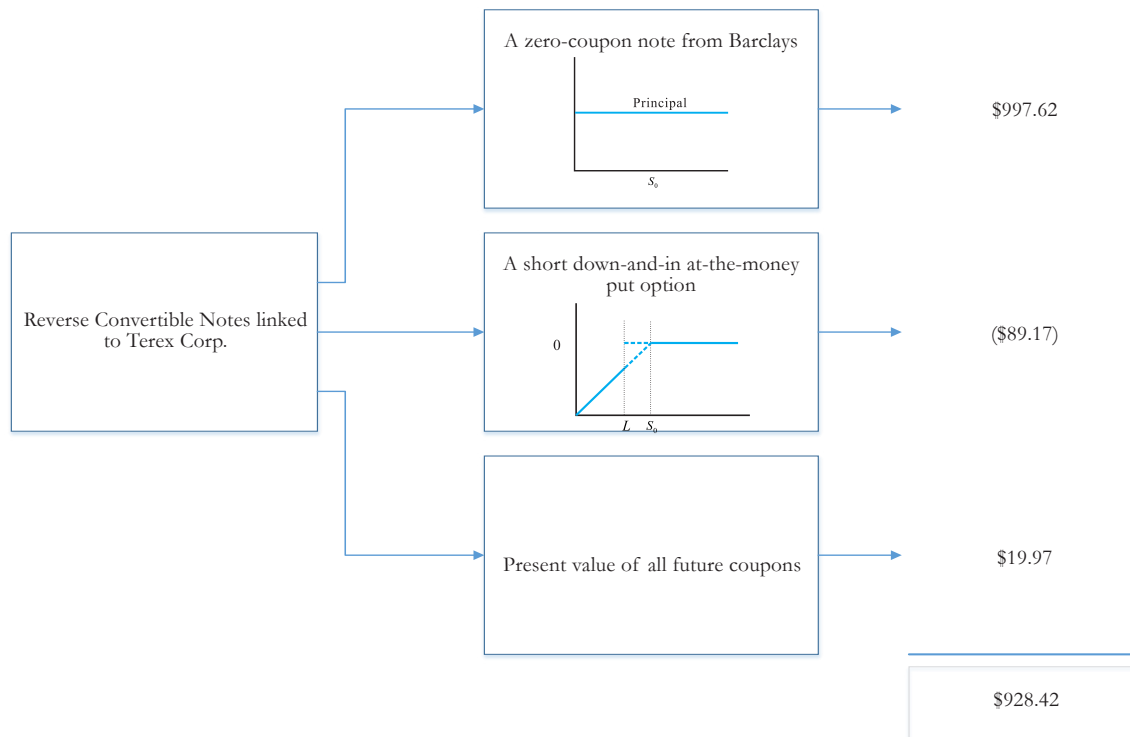 A zero-coupon note from Barclays
Principal
S₀
$997.62
Reverse Convertible Notes linked
to Terex Corp.
A short down-and-in at-the-money
put option
0
L S₀
($89.17)
Present value of all future coupons
$19.97
$928.42